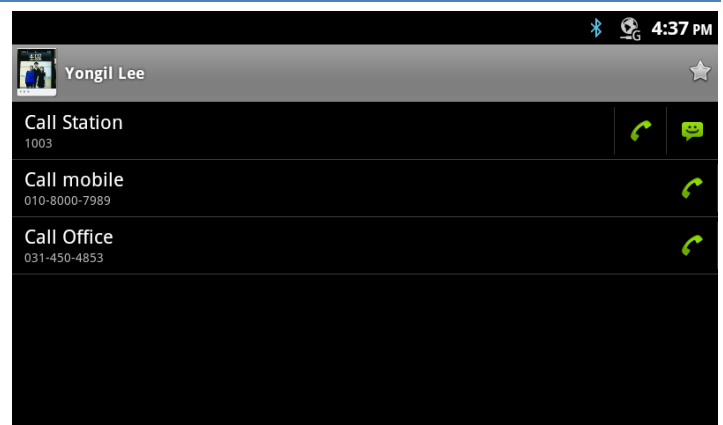 G 4:37 PM
Yongil Lee
Call Station
1003
Call mobile
010-8000-7989
Call Office
031-450-4853